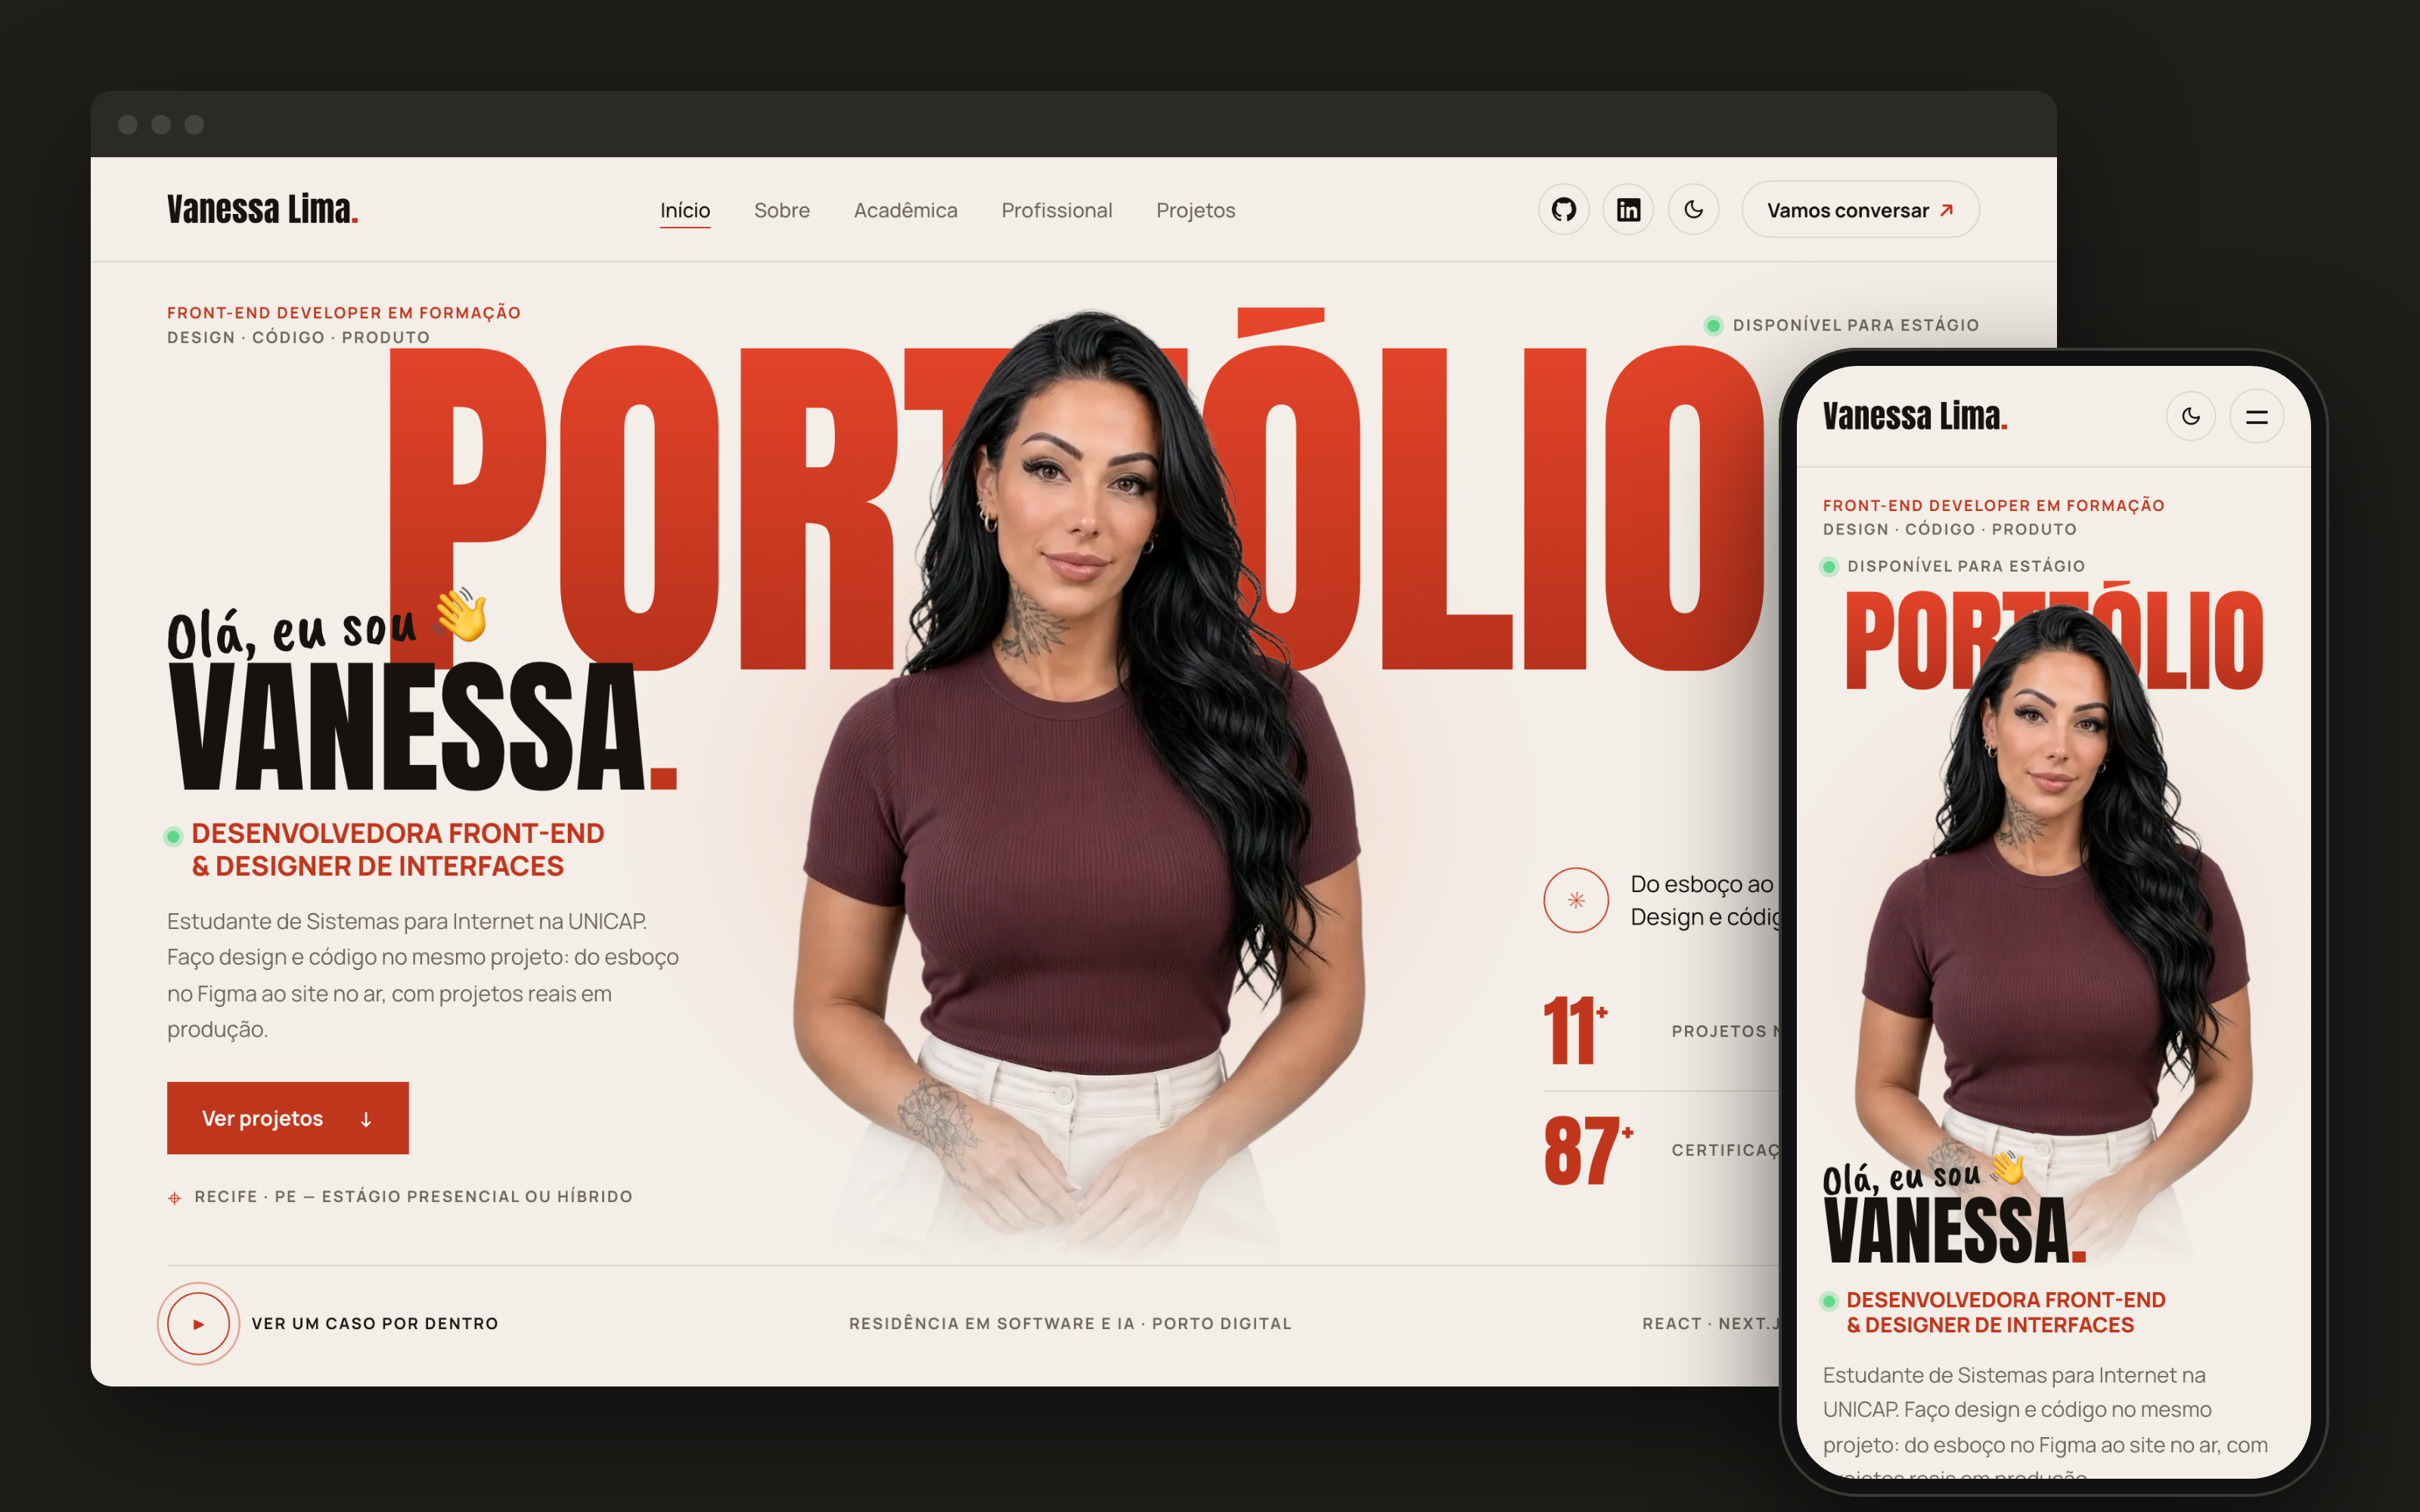 Vanessa Lima.
Início
Sobre
Acadêmica
Profissional
Projetos
Vamos conversar
FRONT-END DEVELOPER EM FORMAÇÃO
DESIGN · CÓDIGO · PRODUTO
DISPONÍVEL PARA ESTÁGIO
Olá, eu sou 👋
VANESSA.
DESENVOLVEDORA FRONT-END
& DESIGNER DE INTERFACES
Estudante de Sistemas para Internet na UNICAP.
Faço design e código no mesmo projeto: do esboço
no Figma ao site no ar, com projetos reais em
produção.
Ver projetos ↓
RECIFE · PE — ESTÁGIO PRESENCIAL OU HÍBRIDO
Do esboço ao
Design e
11+
PROJETOS
87+
VER UM CASO POR DENTRO
RESIDÊNCIA EM SOFTWARE E IA · PORTO DIGITAL
REACT ·
Vanessa Lima.
FRONT-END DEVELOPER EM FORMAÇÃO
DESIGN · CÓDIGO · PRODUTO
DISPONÍVEL PARA ESTÁGIO
Olá, eu sou 👋
VANESSA.
DESENVOLVEDORA FRONT-END
& DESIGNER DE INTERFACES
Estudante de Sistemas para Internet na
UNICAP. Faço design e código no mesmo
projeto: do esboço no Figma ao site no ar, com